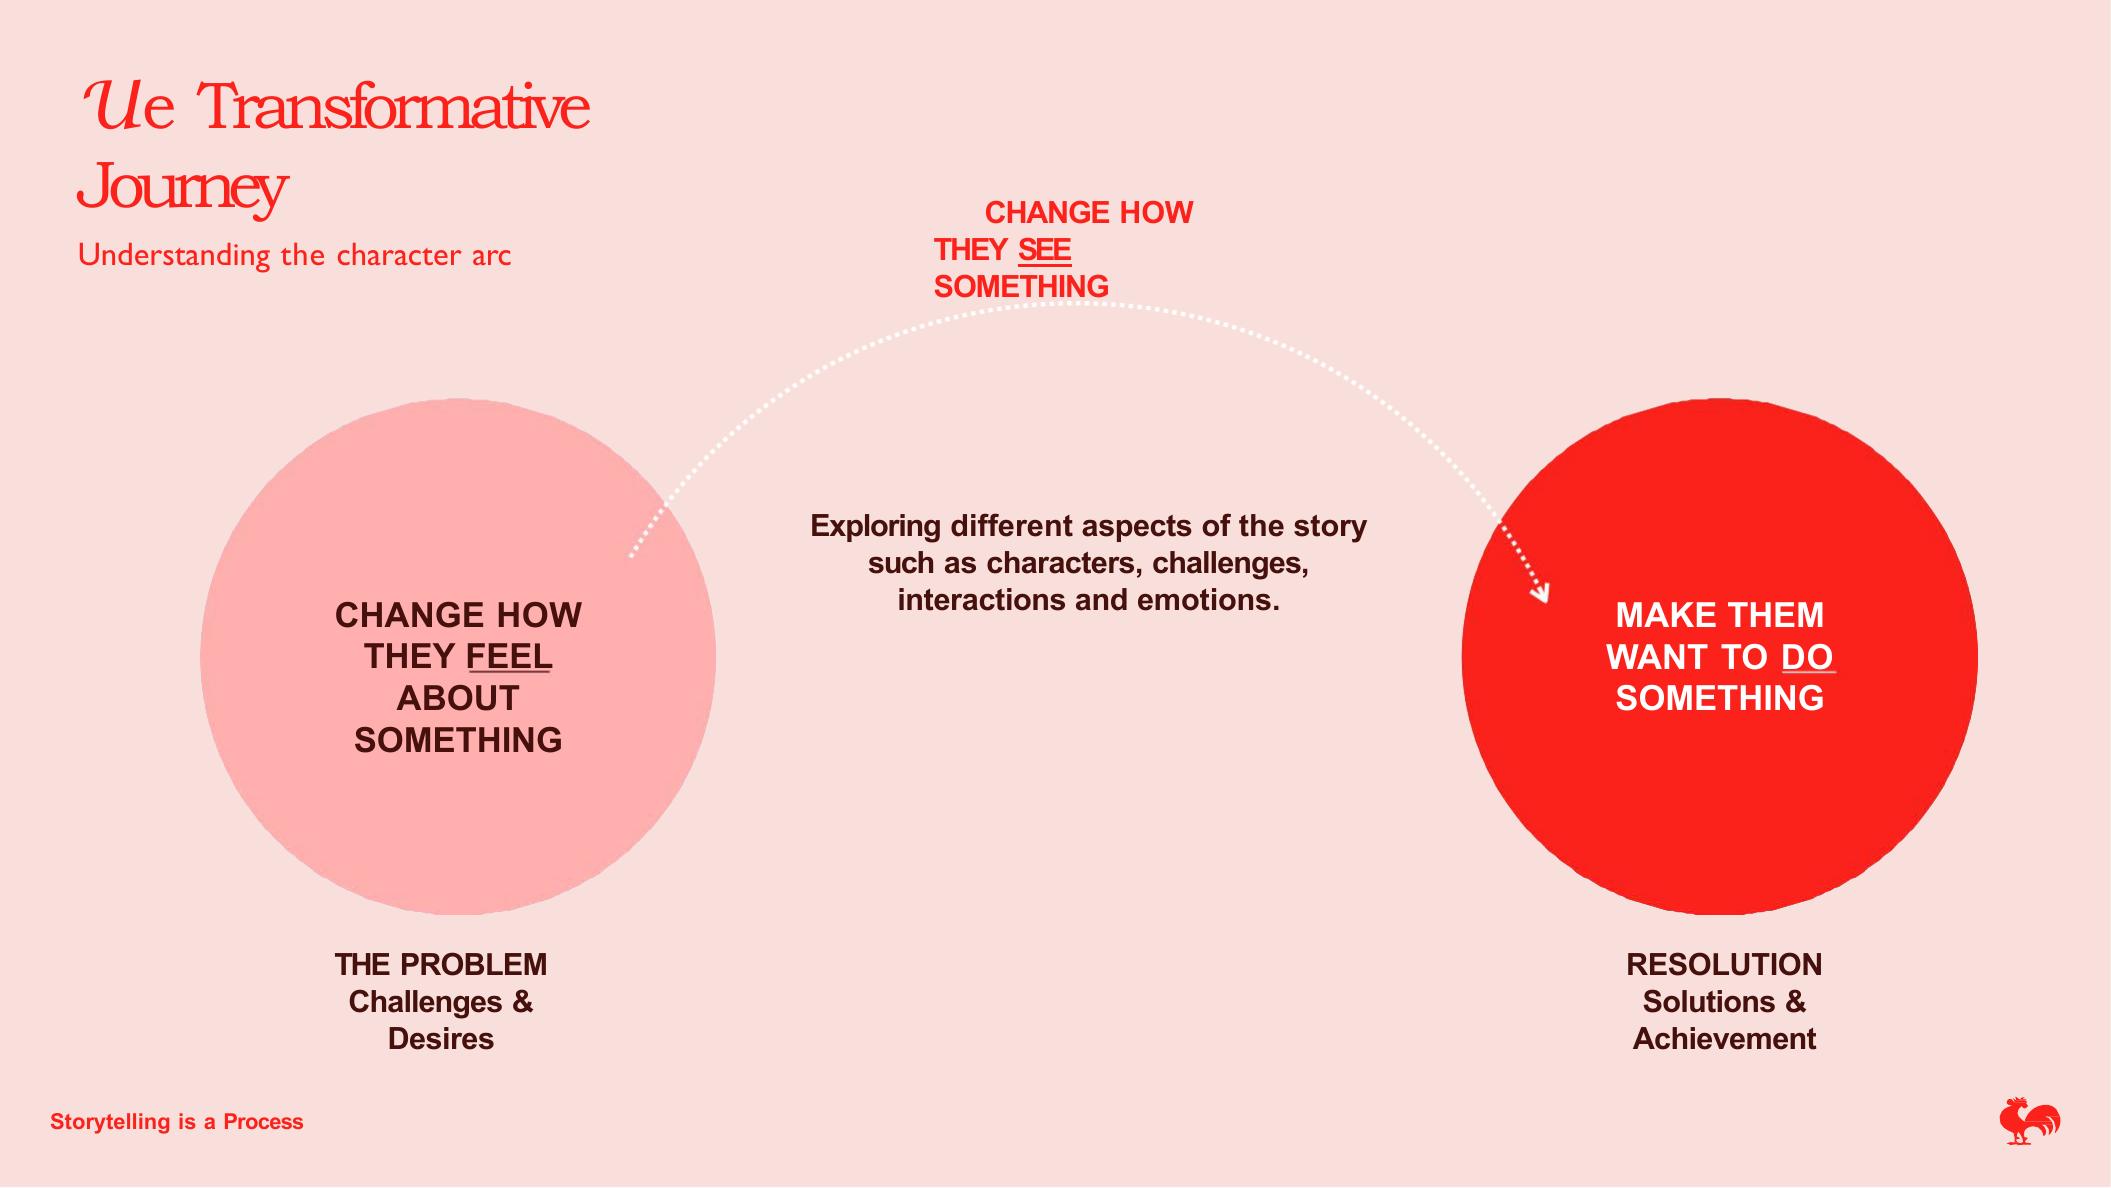 Ue Transformative
Journey
Understanding the character arc
CHANGE HOW
THEY SEE
SOMETHING
Exploring different aspects of the story
such as characters, challenges,
interactions and emotions.
CHANGE HOW
THEY FEEL
ABOUT
SOMETHING
MAKE THEM
WANT TO DO
SOMETHING
THE PROBLEM
Challenges &
Desires
RESOLUTION
Solutions &
Achievement
Storytelling is a Process